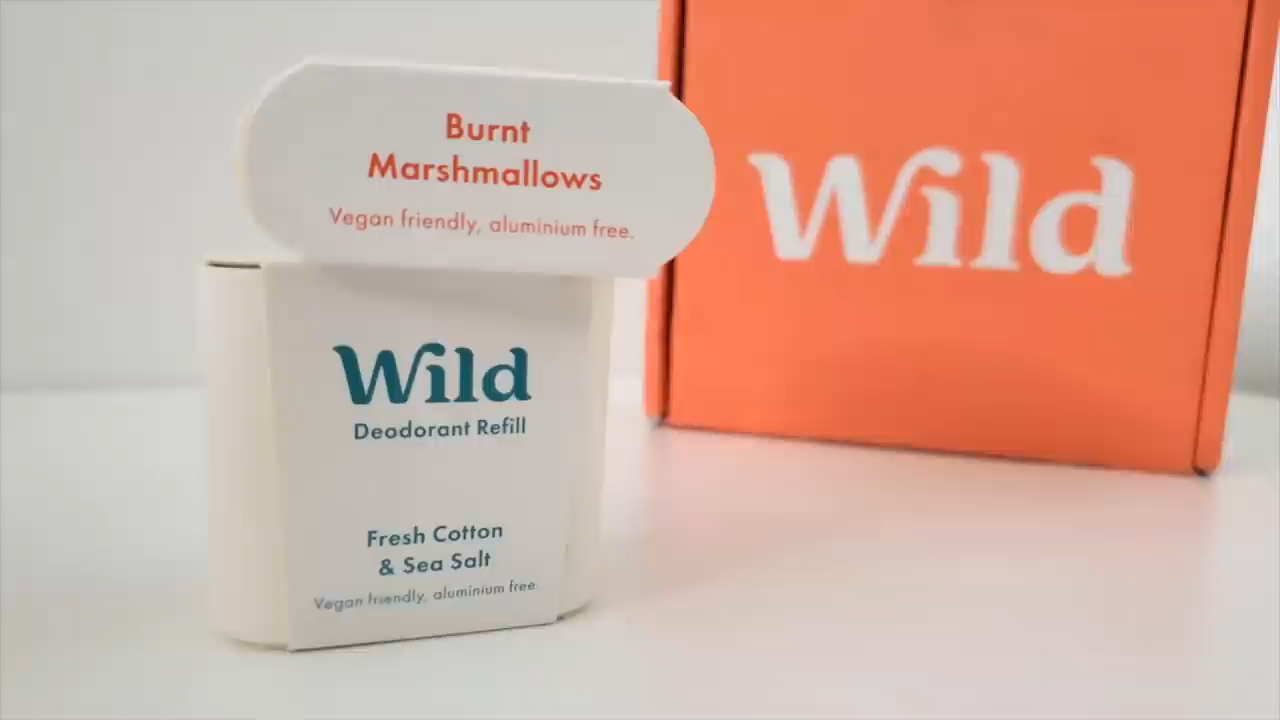 Burnt
Marshmallows
Vegan friendly, aluminium free.
Wild
Deodorant Refill
Fresh Cotton
& Sea Salt
Vegan friendly, aluminium free.
Wild